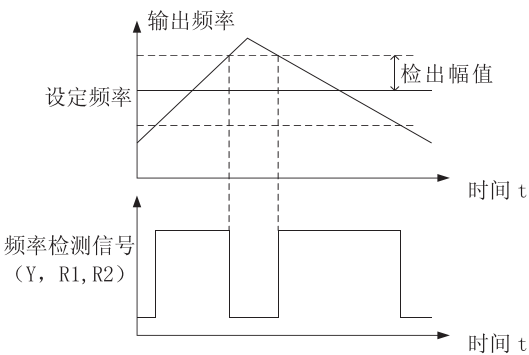 输出频率
检出幅值
设定频率
时间 t
频率检测信号
（Y，R1,R2）
时间 t